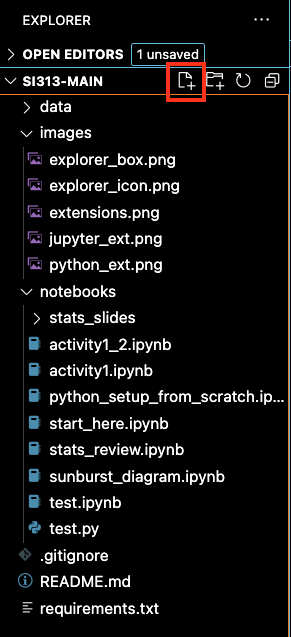 EXPLORER
OPEN EDITORS 1 unsaved
SI313-MAIN
data
images
explorer_box.png
explorer_icon.png
extensions.png
jupyter_ext.png
python_ext.png
notebooks
stats_slides
activity1_2.ipynb
activity1.ipynb
python_setup_from_scratch.ip...
start_here.ipynb
stats_review.ipynb
sunburst_diagram.ipynb
test.ipynb
test.py
.gitignore
README.md
requirements.txt